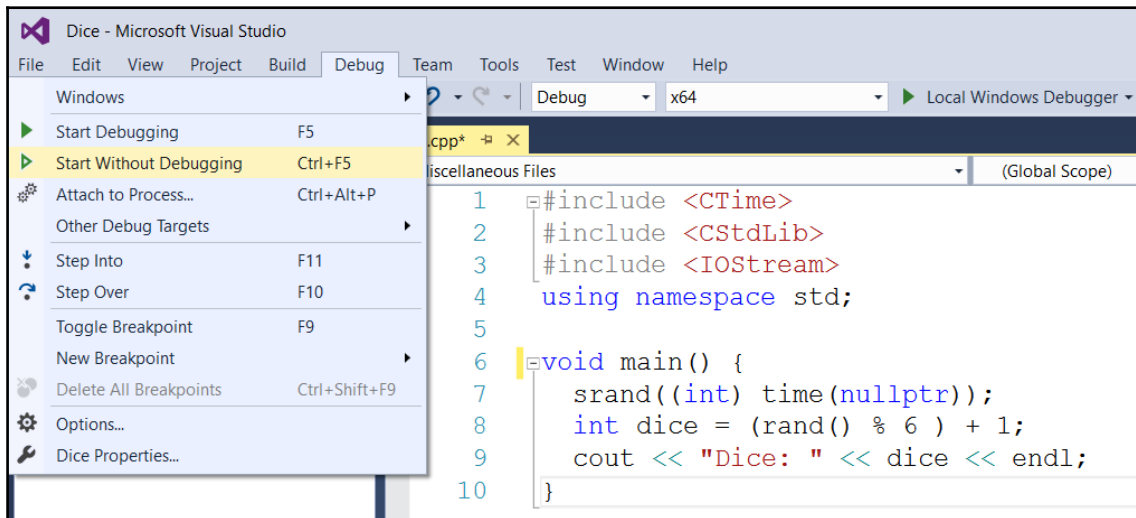 Dice - Microsoft Visual Studio
File Edit View Project Build Debug Team Tools Test Window Help
Debug x64 Local Windows Debugger
Windows
Start Debugging F5
Start Without Debugging Ctrl+F5
Attach to Process... Ctrl+Alt+P
Other Debug Targets
Step Into F11
Step Over F10
Toggle Breakpoint F9
New Breakpoint
Delete All Breakpoints Ctrl+Shift+F9
Options...
Dice Properties...
.cpp*
iscellaneous Files (Global Scope)
1 #include <CTime>
2 #include <CStdLib>
3 #include <IOStream>
4 using namespace std;
5
6 void main() {
7 srand((int) time(nullptr));
8 int dice = (rand() % 6 ) + 1;
9 cout << "Dice: " << dice << endl;
10 }